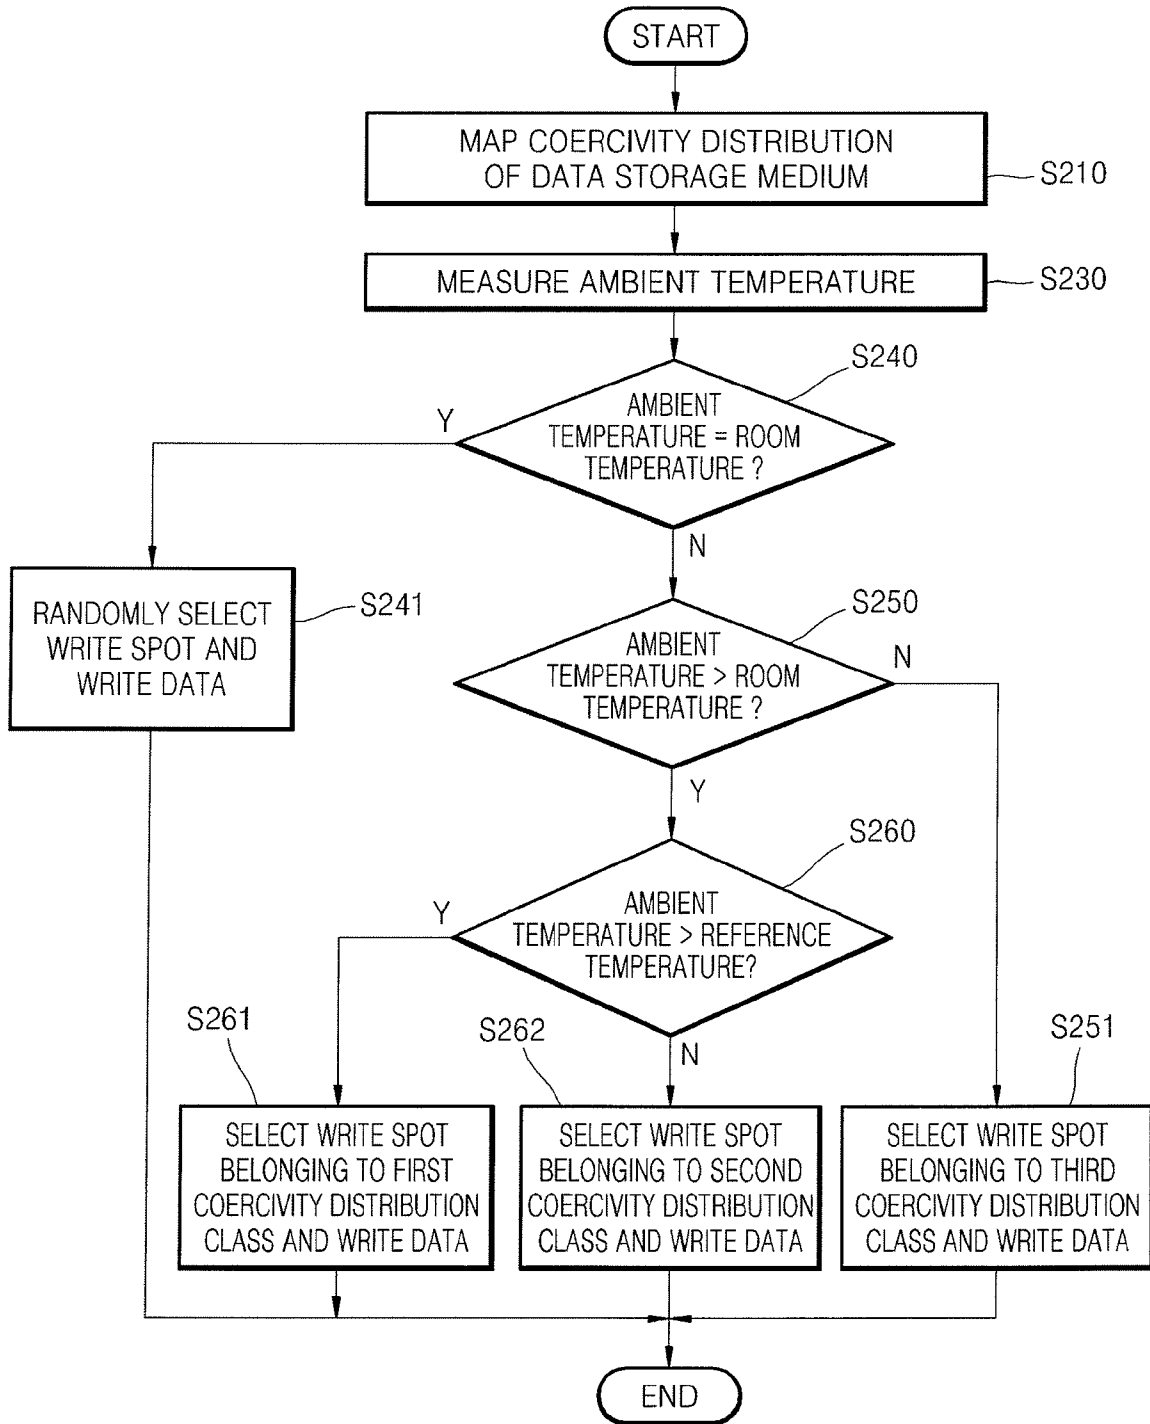 START
MAP COERCIVITY DISTRIBUTION
OF DATA STORAGE MEDIUM
S210
MEASURE AMBIENT TEMPERATURE
S230
S240
AMBIENT
TEMPERATURE = ROOM
TEMPERATURE ?
Y
N
RANDOMLY SELECT
WRITE SPOT AND
WRITE DATA
S241
S250
AMBIENT
TEMPERATURE > ROOM
TEMPERATURE ?
N
Y
S260
AMBIENT
TEMPERATURE > REFERENCE
TEMPERATURE?
Y
N
S261
SELECT WRITE SPOT
BELONGING TO FIRST
COERCIVITY DISTRIBUTION
CLASS AND WRITE DATA
S262
SELECT WRITE SPOT
BELONGING TO SECOND
COERCIVITY DISTRIBUTION
CLASS AND WRITE DATA
S251
SELECT WRITE SPOT
BELONGING TO THIRD
COERCIVITY DISTRIBUTION
CLASS AND WRITE DATA
END